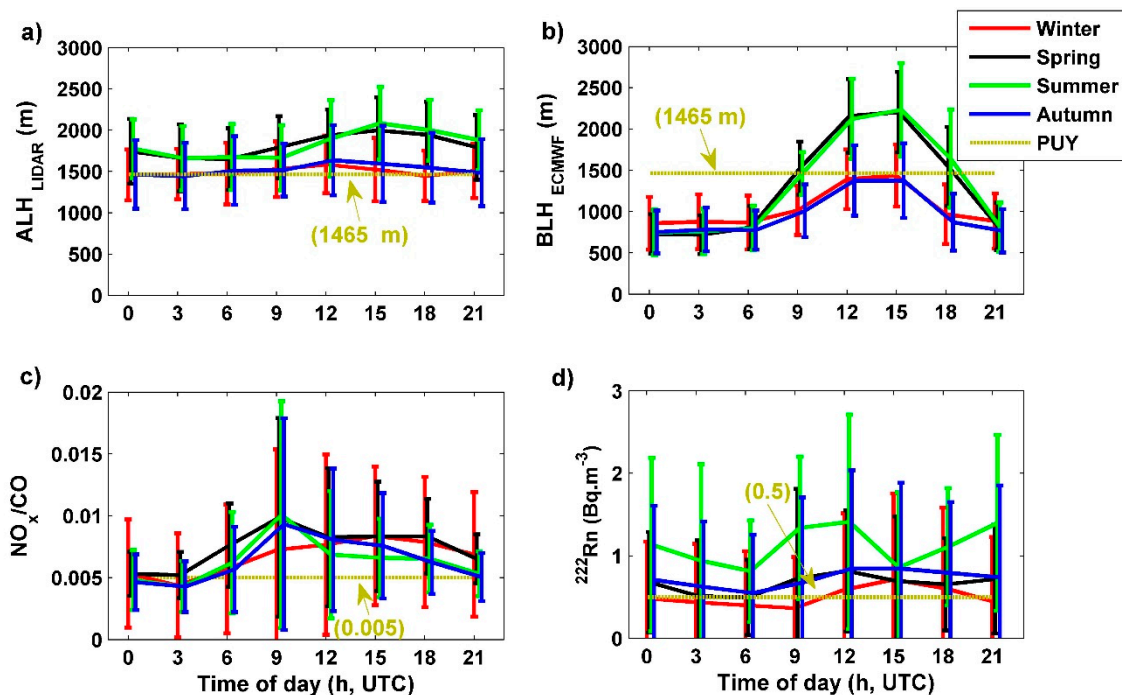 a)
ALH LIDAR (m)
3000
2500
2000
1500
1000
500
0
(1465 m)
0 3 6 9 12 15 18 21
b)
BLH ECMWF (m)
3000
2500
2000
1500
1000
500
0
(1465 m)
0 3 6 9 12 15 18 21
Winter
Spring
Summer
Autumn
PUY
c)
NOx/CO
0.02
0.015
0.01
0.005
0
(0.005)
0 3 6 9 12 15 18 21
Time of day (h, UTC)
d)
²²²Rn (Bq.m⁻³)
3
2
1
0
(0.5)
0 3 6 9 12 15 18 21
Time of day (h, UTC)